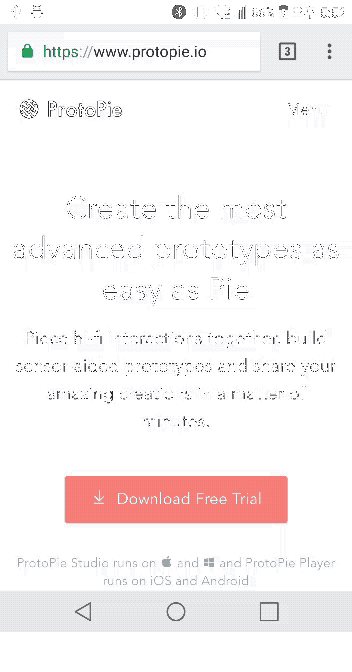 https://www.protopie.io
3
ProtoPie
Create the most
advanced prototypes as
easy as Pie
Piece hi-fi interactions together, build
sensor-aided prototypes and share your
amazing creations in a matter of
minutes.
Download Free Trial
ProtoPie Studio runs on and and ProtoPie Player
runs on iOS and Android